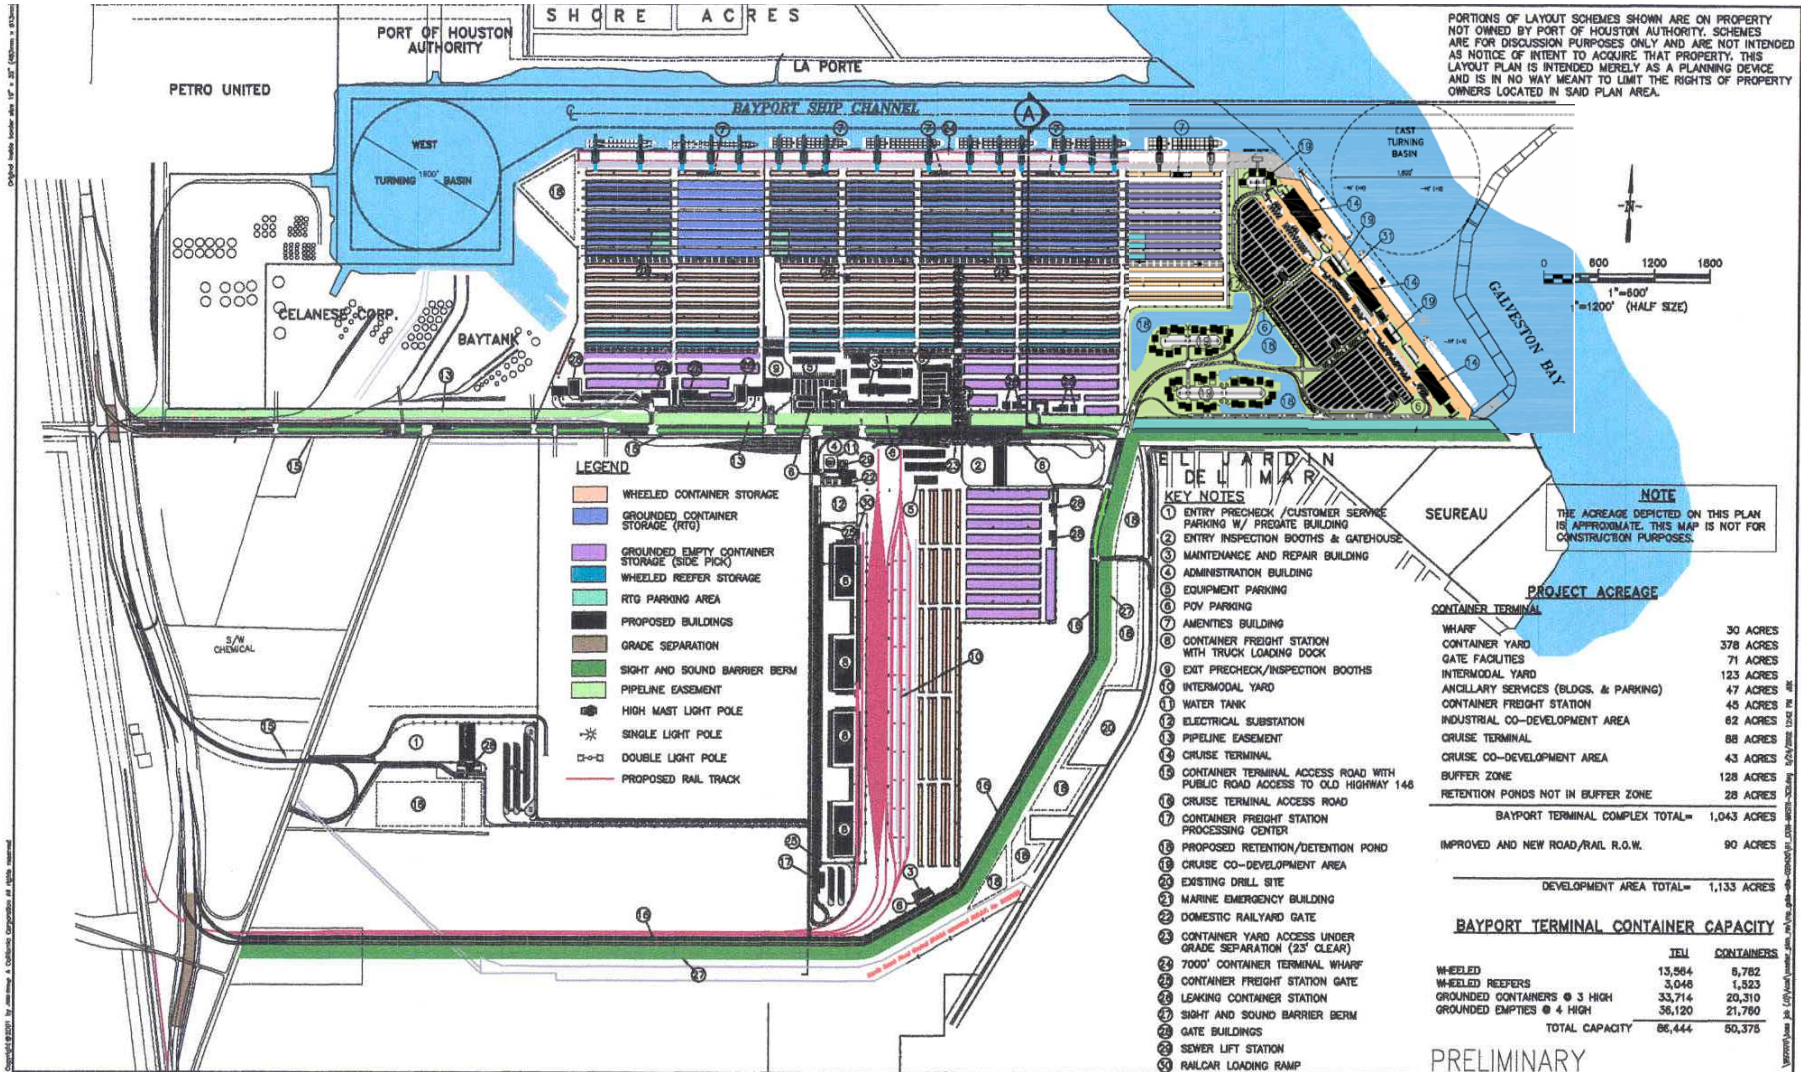 SHORE ACRES
PORT OF HOUSTON
AUTHORITY
PETRO UNITED
LA PORTE
BAYPORT SHIP CHANNEL
A
WEST
TURNING 1600' BASIN
EAST
TURNING
BASIN
1,600'
PORTIONS OF LAYOUT SCHEMES SHOWN ARE ON PROPERTY
NOT OWNED BY PORT OF HOUSTON AUTHORITY. SCHEMES
ARE FOR DISCUSSION PURPOSES ONLY AND ARE NOT INTENDED
AS NOTICE OF INTENT TO ACQUIRE THAT PROPERTY. THIS
LAYOUT PLAN IS INTENDED MERELY AS A PLANNING DEVICE
AND IS IN NO WAY MEANT TO LIMIT THE RIGHTS OF PROPERTY
OWNERS LOCATED IN SAID PLAN AREA.
-N-
0 600 1200 1800
1"=600'
1"=1200' (HALF SIZE)
GALVESTON BAY
CELANESE CORP.
BAYTANK
S/W
CHEMICAL
EL JARDIN
DEL MAR
SEUREAU
LEGEND
WHEELED CONTAINER STORAGE
GROUNDED CONTAINER
STORAGE (RTG)
GROUNDED EMPTY CONTAINER
STORAGE (SIDE PICK)
WHEELED REEFER STORAGE
RTG PARKING AREA
PROPOSED BUILDINGS
GRADE SEPARATION
SIGHT AND SOUND BARRIER BERM
PIPELINE EASEMENT
HIGH MAST LIGHT POLE
SINGLE LIGHT POLE
DOUBLE LIGHT POLE
PROPOSED RAIL TRACK
KEY NOTES
1 ENTRY PRECHECK/CUSTOMER SERVICE
PARKING W/ PREGATE BUILDING
2 ENTRY INSPECTION BOOTHS & GATEHOUSE
3 MAINTENANCE AND REPAIR BUILDING
4 ADMINISTRATION BUILDING
5 EQUIPMENT PARKING
6 POV PARKING
7 AMENITIES BUILDING
8 CONTAINER FREIGHT STATION
WITH TRUCK LOADING DOCK
9 EXIT PRECHECK/INSPECTION BOOTHS
10 INTERMODAL YARD
11 WATER TANK
12 ELECTRICAL SUBSTATION
13 PIPELINE EASEMENT
14 CRUISE TERMINAL
15 CONTAINER TERMINAL ACCESS ROAD WITH
PUBLIC ROAD ACCESS TO OLD HIGHWAY 146
16 CRUISE TERMINAL ACCESS ROAD
17 CONTAINER FREIGHT STATION
PROCESSING CENTER
18 PROPOSED RETENTION/DETENTION POND
19 CRUISE CO-DEVELOPMENT AREA
20 EXISTING DRILL SITE
21 MARINE EMERGENCY BUILDING
22 DOMESTIC RAILYARD GATE
23 CONTAINER YARD ACCESS UNDER
GRADE SEPARATION (23' CLEAR)
24 7000' CONTAINER TERMINAL WHARF
25 CONTAINER FREIGHT STATION GATE
26 LEAKING CONTAINER STATION
27 SIGHT AND SOUND BARRIER BERM
28 GATE BUILDINGS
29 SEWER LIFT STATION
30 RAILCAR LOADING RAMP
NOTE
THE ACREAGE DEPICTED ON THIS PLAN
IS APPROXIMATE. THIS MAP IS NOT FOR
CONSTRUCTION PURPOSES.
PROJECT ACREAGE
CONTAINER TERMINAL
WHARF 30 ACRES
CONTAINER YARD 378 ACRES
GATE FACILITIES 71 ACRES
INTERMODAL YARD 123 ACRES
ANCILLARY SERVICES (BLDGS. & PARKING) 47 ACRES
CONTAINER FREIGHT STATION 45 ACRES
INDUSTRIAL CO-DEVELOPMENT AREA 62 ACRES
CRUISE TERMINAL 88 ACRES
CRUISE CO-DEVELOPMENT AREA 43 ACRES
BUFFER ZONE 128 ACRES
RETENTION PONDS NOT IN BUFFER ZONE 28 ACRES
BAYPORT TERMINAL COMPLEX TOTAL= 1,043 ACRES
IMPROVED AND NEW ROAD/RAIL R.O.W. 90 ACRES
DEVELOPMENT AREA TOTAL= 1,133 ACRES
BAYPORT TERMINAL CONTAINER CAPACITY
TEU CONTAINERS
WHEELED 13,564 6,782
WHEELED REEFERS 3,046 1,523
GROUNDED CONTAINERS @ 3 HIGH 33,714 20,310
GROUNDED EMPTIES @ 4 HIGH 36,120 21,760
TOTAL CAPACITY 86,444 50,375
PRELIMINARY